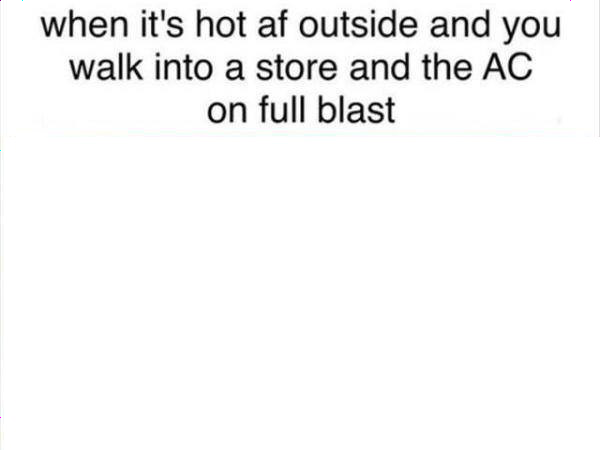 when it's hot af outside and you
walk into a store and the AC
on full blast